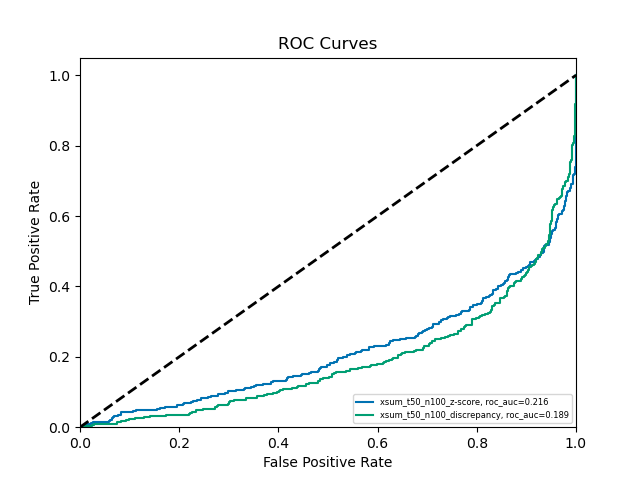 ROC Curves
True Positive Rate
1.0
0.8
0.6
0.4
0.2
0.0
0.0 0.2 0.4 0.6 0.8 1.0
False Positive Rate
xsum_t50_n100_z-score, roc_auc=0.216
xsum_t50_n100_discrepancy, roc_auc=0.189